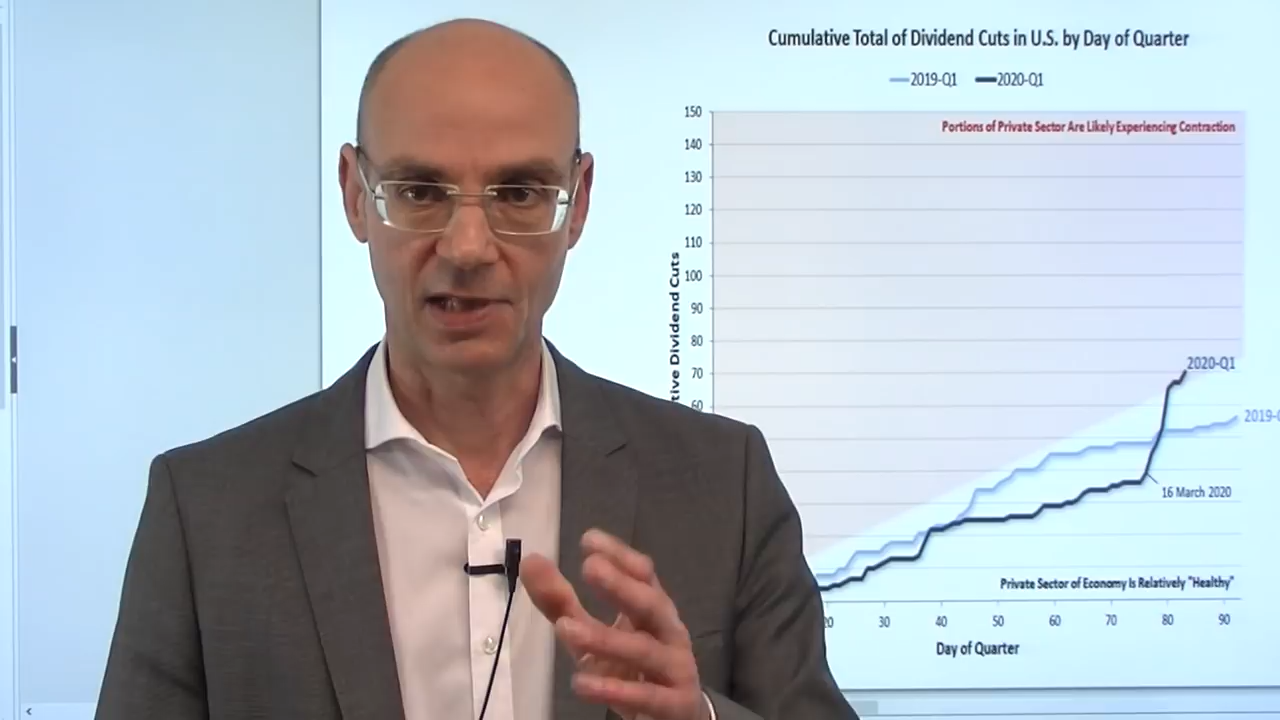 Cumulative Total of Dividend Cuts in U.S. by Day of Quarter
2019-Q1 2020-Q1
150
Portions of Private Sector Are Likely Experiencing Contraction
140
130
120
110
100
90
80
70
60
tive Dividend Cuts
2020-Q1
2019-Q
16 March 2020
Private Sector of Economy Is Relatively "Healthy"
20 30 40 50 60 70 80 90
Day of Quarter